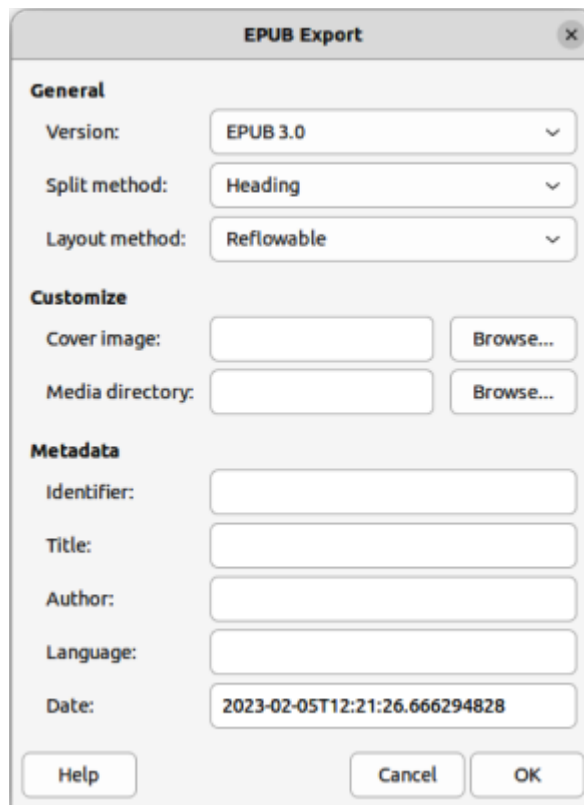 EPUB Export
General
Version: EPUB 3.0
Split method: Heading
Layout method: Reflowable
Customize
Cover image: Browse...
Media directory: Browse...
Metadata
Identifier:
Title:
Author:
Language:
Date: 2023-02-05T12:21:26.666294828
Help Cancel OK